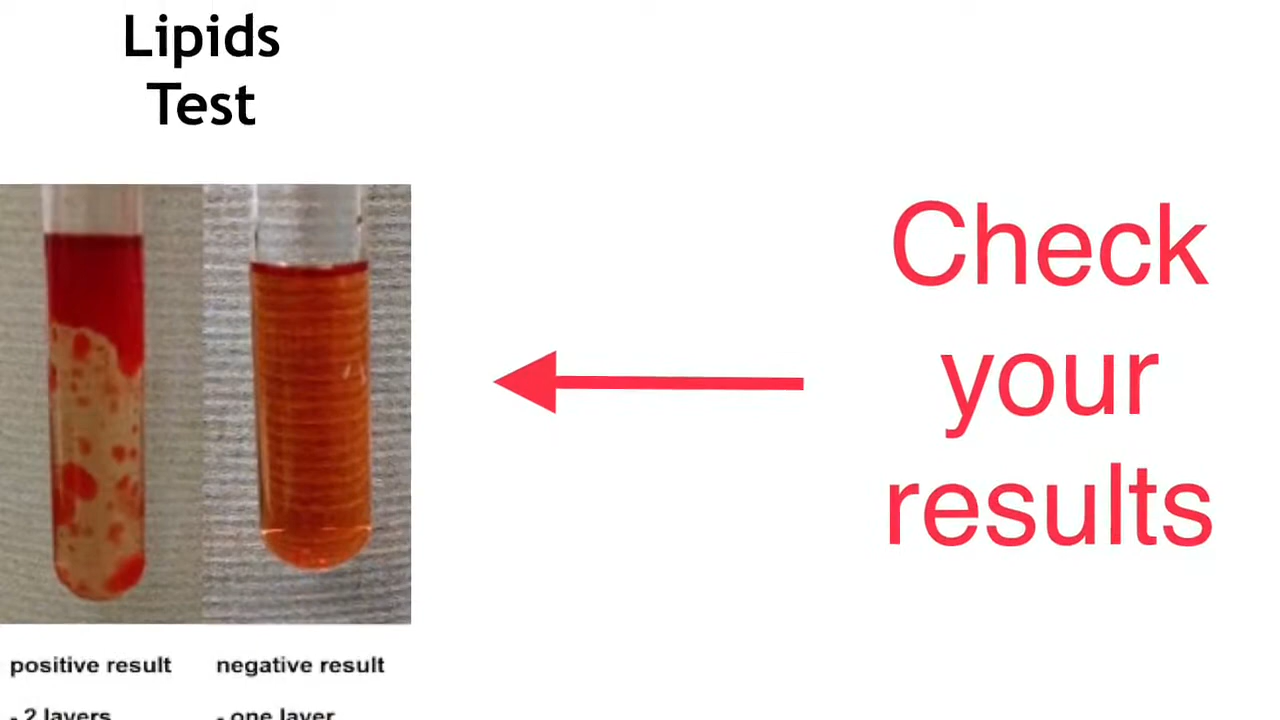 Lipids
Test
Check
your
results
positive result
negative result
- 2 layers
- one layer